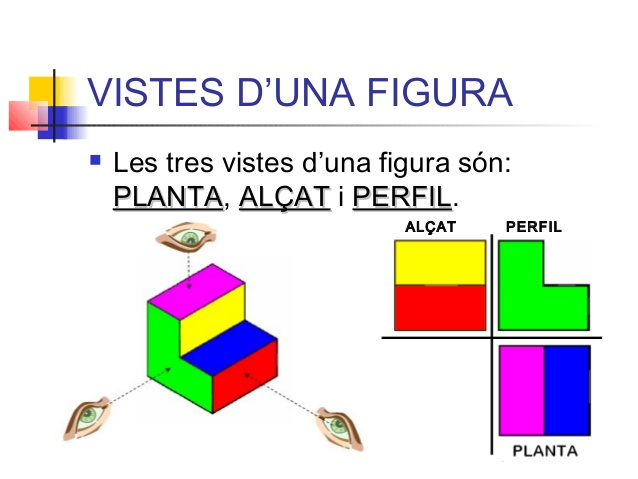 VISTES D’UNA FIGURA
Les tres vistes d’una figura són:
PLANTA, ALÇAT i PERFIL.
ALÇAT PERFIL
PLANTA